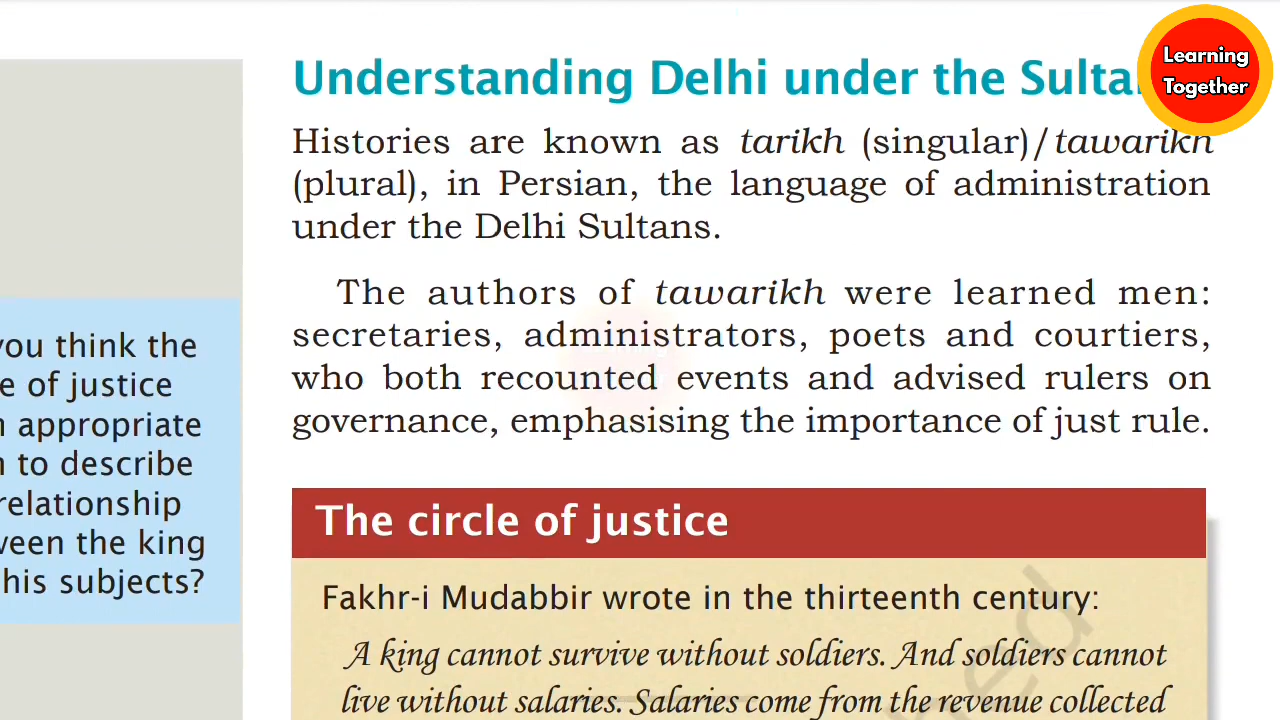 Learning
Together
Understanding Delhi under the
Histories are known as tarikh (singular)/tawarikh
(plural), in Persian, the language of administration
under the Delhi Sultans.
The authors of tawarikh were learned men:
secretaries, administrators, poets and courtiers,
who both recounted events and advised rulers on
governance, emphasising the importance of just rule.
you think the
of justice
appropriate
to describe
relationship
the king
his subjects?
The circle of justice
Fakhr-i Mudabbir wrote in the thirteenth century:
A king cannot survive without soldiers. And soldiers cannot
live without salaries. Salaries come from the revenue collected